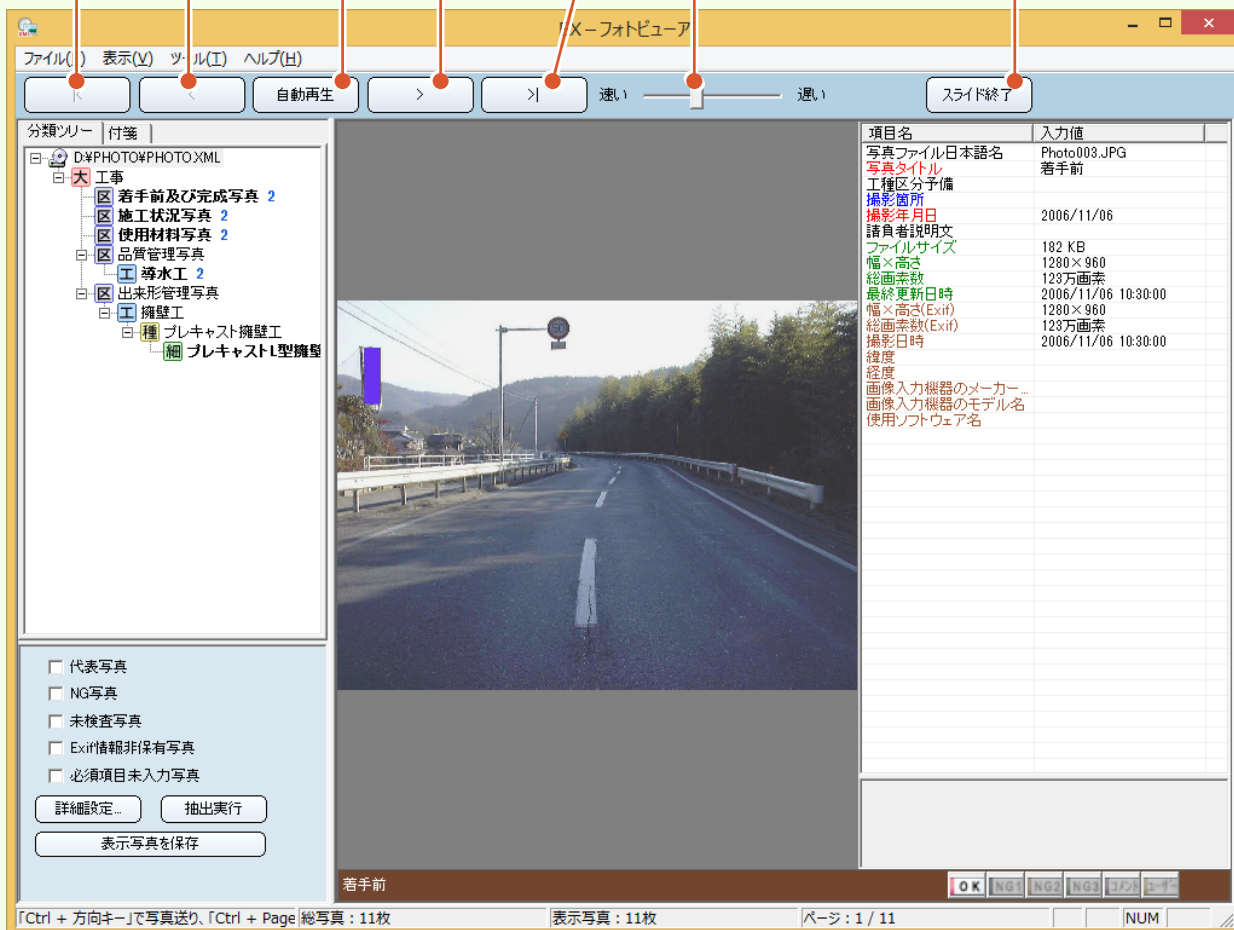 EX－フォトビューア
ファイル(F) 表示(V) ツール(T) ヘルプ(H)
|< < 自動再生 > >| 速い 遅い スライド終了
分類ツリー 付箋
D:¥PHOTO¥PHOTO.XML
大 工事
区 着手前及び完成写真 2
区 施工状況写真 2
区 使用材料写真 2
区 品質管理写真
工 導水工 2
区 出来形管理写真
工 擁壁工
種 プレキャスト擁壁工
細 プレキャストL型擁壁
代表写真
NG写真
未検査写真
Exif情報非保有写真
必須項目未入力写真
詳細設定... 抽出実行
表示写真を保存
項目名 入力値
写真ファイル日本語名 Photo003.JPG
写真タイトル 着手前
工種区分予備
撮影箇所
撮影年月日 2006/11/06
請負者説明文
ファイルサイズ 182 KB
幅×高さ 1280×960
総画素数 123万画素
最終更新日時 2006/11/06 10:30:00
幅×高さ(Exif) 1280×960
総画素数(Exif) 123万画素
撮影日時 2006/11/06 10:30:00
緯度
経度
画像入力機器のメーカー...
画像入力機器のモデル名
使用ソフトウェア名
着手前 OK NG1 NG2 NG3 コメント ユーザー
「Ctrl + 方向キー」で写真送り、「Ctrl + Page 総写真：11枚 表示写真：11枚 ページ：1 / 11 NUM